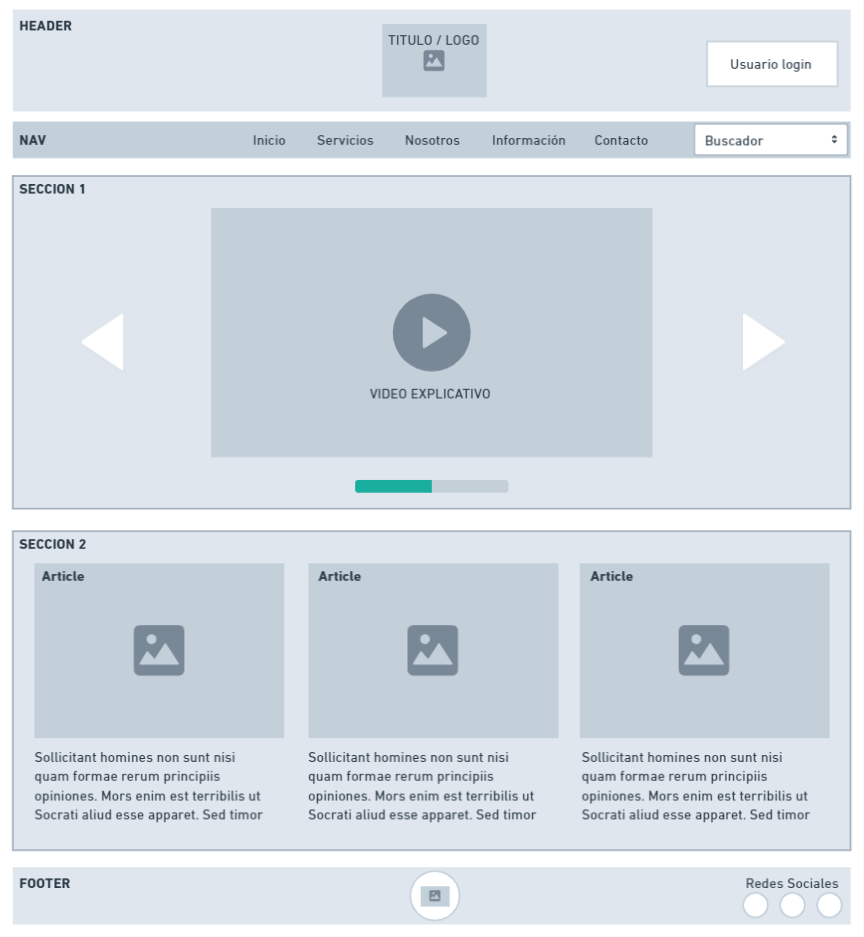 HEADER
TITULO / LOGO
Usuario login
NAV
Inicio
Servicios
Nosotros
Información
Contacto
Buscador
SECCION 1
VIDEO EXPLICATIVO
SECCION 2
Article
Sollicitant homines non sunt nisi
quam formae rerum principiis
opiniones. Mors enim est terribilis ut
Socrati aliud esse apparet. Sed timor
Article
Sollicitant homines non sunt nisi
quam formae rerum principiis
opiniones. Mors enim est terribilis ut
Socrati aliud esse apparet. Sed timor
Article
Sollicitant homines non sunt nisi
quam formae rerum principiis
opiniones. Mors enim est terribilis ut
Socrati aliud esse apparet. Sed timor
FOOTER
Redes Sociales